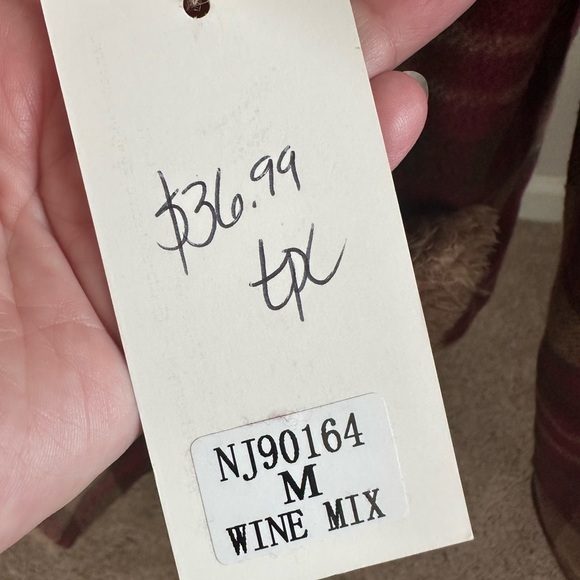 $36.99
tpc
NJ90164
M
WINE MIX